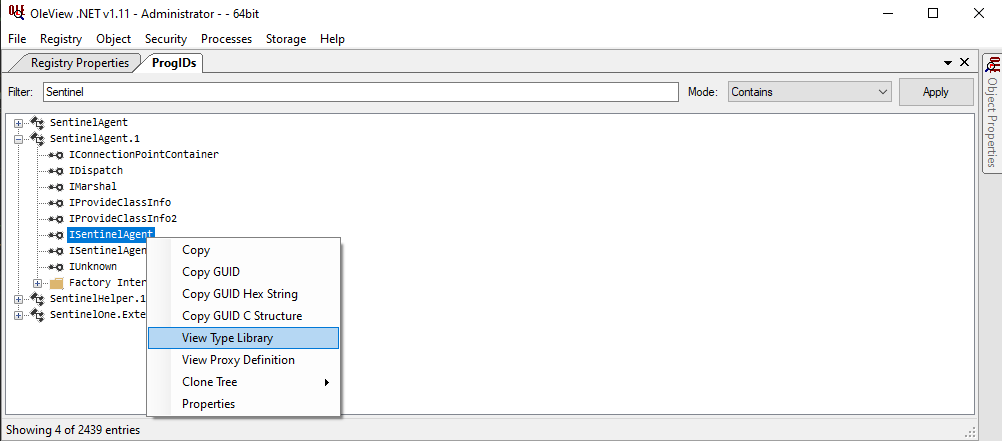 OleView .NET v1.11 - Administrator - - 64bit
File Registry Object Security Processes Storage Help
Registry Properties ProgIDs
Filter: Sentinel Mode: Contains Apply
SentinelAgent
SentinelAgent.1
IConnectionPointContainer
IDispatch
IMarshal
IProvideClassInfo
IProvideClassInfo2
ISentinelAgent
ISentinelAgen
IUnknown
Factory Inter
SentinelHelper.1
SentinelOne.Exte
Copy
Copy GUID
Copy GUID Hex String
Copy GUID C Structure
View Type Library
View Proxy Definition
Clone Tree
Properties
Showing 4 of 2439 entries
OLE Object Properties